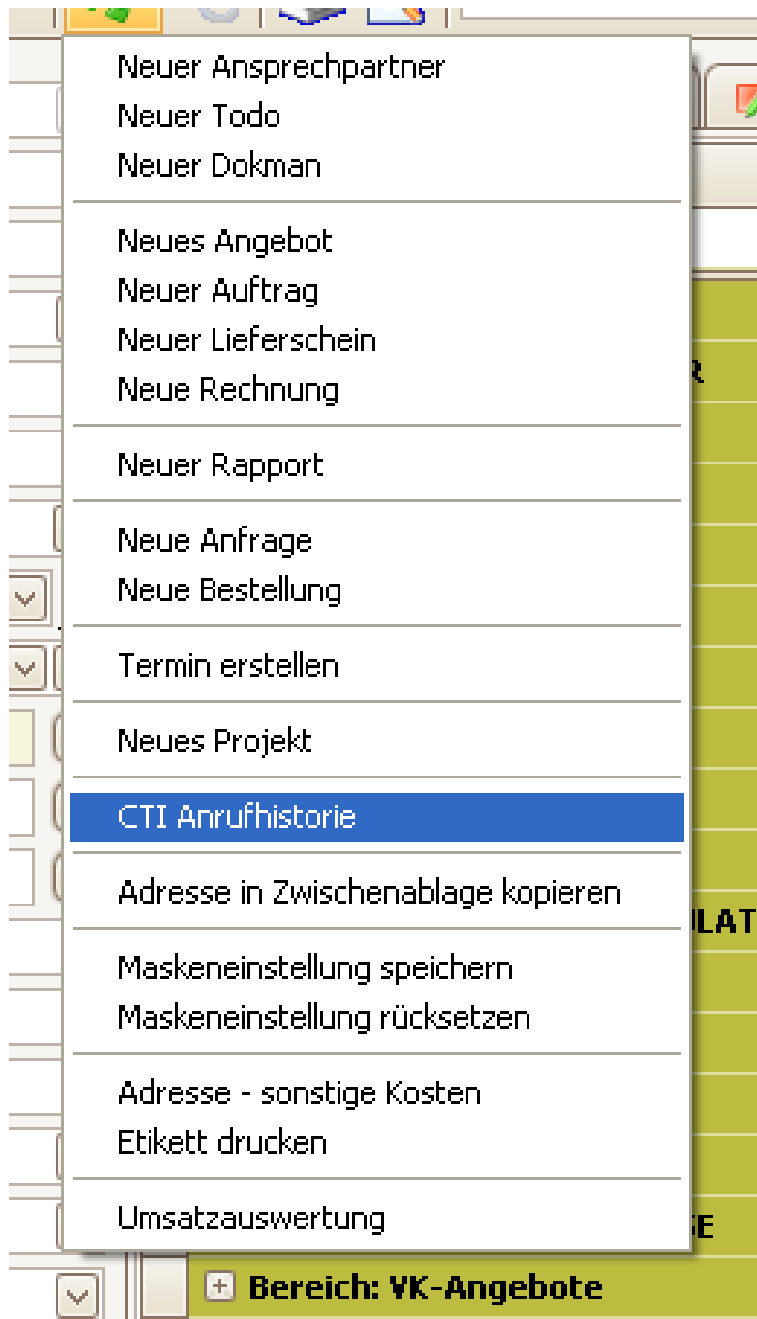 Neuer Ansprechpartner
Neuer Todo
Neuer Dokman
Neues Angebot
Neuer Auftrag
Neuer Lieferschein
Neue Rechnung
Neuer Rapport
Neue Anfrage
Neue Bestellung
Termin erstellen
Neues Projekt
CTI Anrufhistorie
Adresse in Zwischenablage kopieren
Maskeneinstellung speichern
Maskeneinstellung rücksetzen
Adresse - sonstige Kosten
Etikett drucken
Umsatzauswertung
Bereich: VK-Angebote